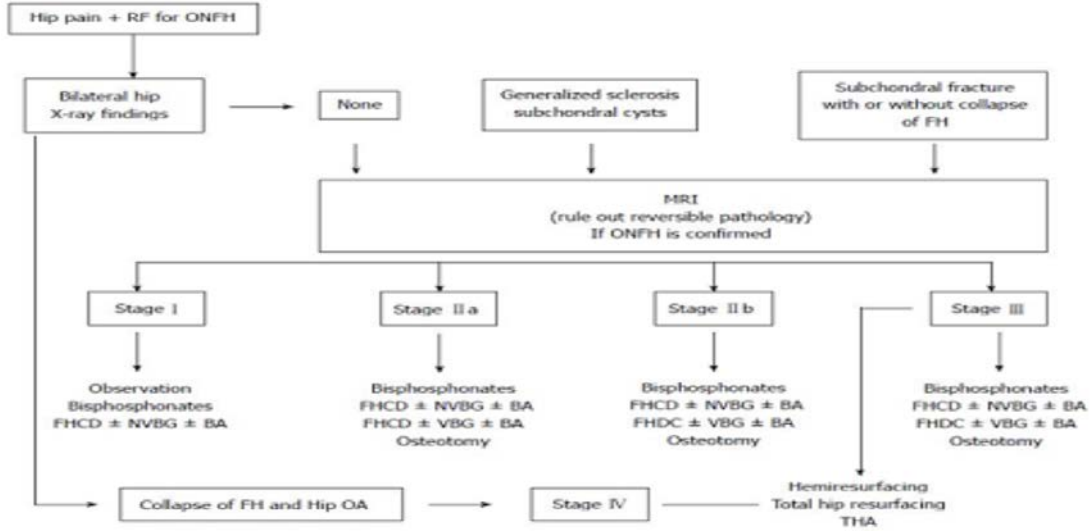 Hip pain + RF for ONFH
Bilateral hip
X-ray findings
None
Generalized sclerosis
subchondral cysts
Subchondral fracture
with or without collapse
of FH
MRI
(rule out reversible pathology)
If ONFH is confirmed
Stage Ⅰ
Stage Ⅱa
Stage Ⅱb
Stage Ⅲ
Observation
Bisphosphonates
FHCD ± NVBG ± BA
Bisphosphonates
FHCD ± NVBG ± BA
FHCD ± VBG ± BA
Osteotomy
Bisphosphonates
FHCD ± NVBG ± BA
FHDC ± VBG ± BA
Osteotomy
Bisphosphonates
FHCD ± NVBG ± BA
FHDC ± VBG ± BA
Osteotomy
Collapse of FH and Hip OA
Stage Ⅳ
Hemiresurfacing
Total hip resurfacing
THA